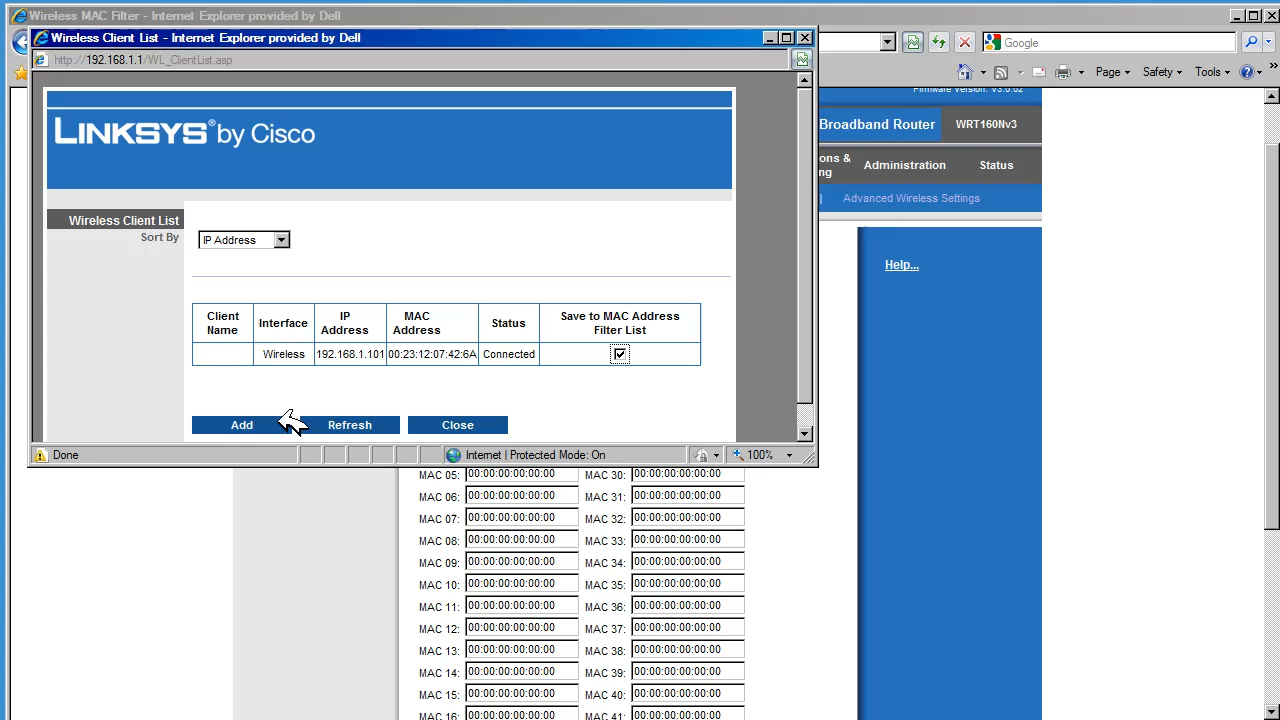 Wireless MAC Filter - Internet Explorer provided by Dell
Wireless Client List - Internet Explorer provided by Dell
http://192.168.1.1/WL_ClientList.asp
Google
Page
Safety
Tools
Firmware Version: V3.0.02
LINKSYS® by Cisco
Broadband Router
WRT160Nv3
ons &
ng
Administration
Status
Advanced Wireless Settings
Help...
Wireless Client List
Sort By
IP Address
Client Name
Interface
IP Address
MAC Address
Status
Save to MAC Address Filter List
Wireless
192.168.1.101
00:23:12:07:42:6A
Connected
Add
Refresh
Close
Done
Internet | Protected Mode: On
100%
MAC 05: 00:00:00:00:00:00 MAC 30: 00:00:00:00:00:00
MAC 06: 00:00:00:00:00:00 MAC 31: 00:00:00:00:00:00
MAC 07: 00:00:00:00:00:00 MAC 32: 00:00:00:00:00:00
MAC 08: 00:00:00:00:00:00 MAC 33: 00:00:00:00:00:00
MAC 09: 00:00:00:00:00:00 MAC 34: 00:00:00:00:00:00
MAC 10: 00:00:00:00:00:00 MAC 35: 00:00:00:00:00:00
MAC 11: 00:00:00:00:00:00 MAC 36: 00:00:00:00:00:00
MAC 12: 00:00:00:00:00:00 MAC 37: 00:00:00:00:00:00
MAC 13: 00:00:00:00:00:00 MAC 38: 00:00:00:00:00:00
MAC 14: 00:00:00:00:00:00 MAC 39: 00:00:00:00:00:00
MAC 15: 00:00:00:00:00:00 MAC 40: 00:00:00:00:00:00
MAC 16: 00:00:00:00:00:00 MAC 41: 00:00:00:00:00:00